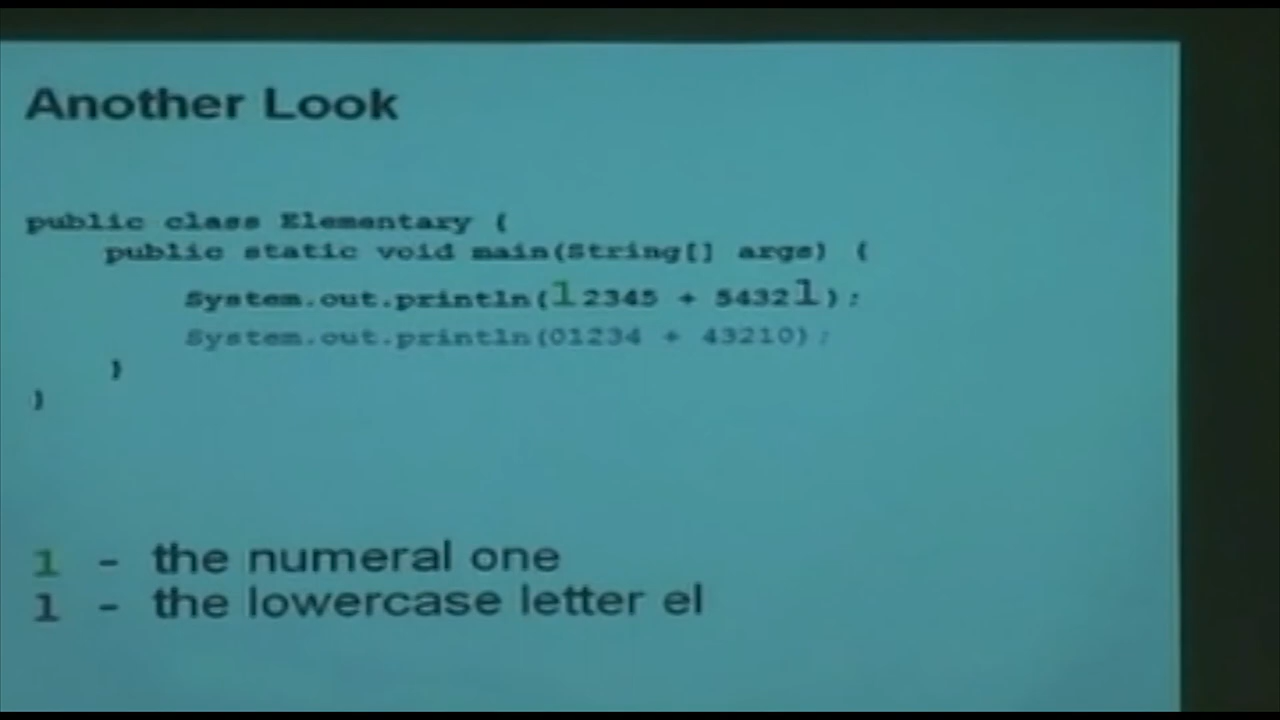 Another Look
public class Elementary {
public static void main(String[] args) {
System.out.println(12345 + 5432l);
System.out.println(01234 + 43210);
}
}
1 - the numeral one
l - the lowercase letter el